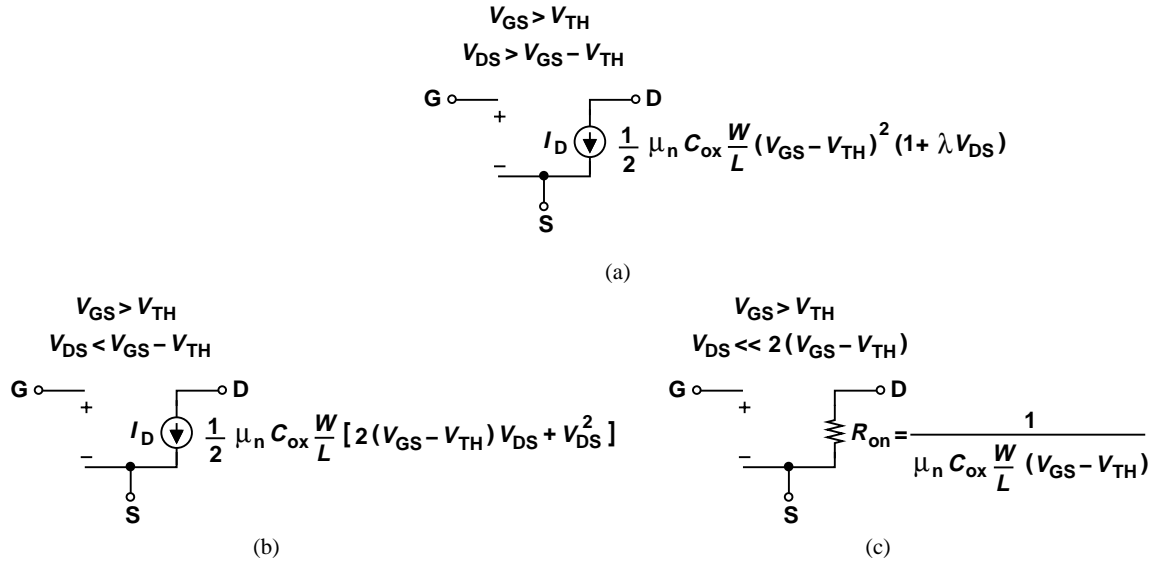 V_GS > V_TH
V_DS > V_GS − V_TH
G
D
+
I_D
1/2 μ_n C_ox W/L (V_GS − V_TH)^2 (1 + λ V_DS)
−
S
(a)
V_GS > V_TH
V_DS < V_GS − V_TH
G
D
+
I_D
1/2 μ_n C_ox W/L [2(V_GS − V_TH) V_DS + V_DS^2]
−
S
(b)
V_GS > V_TH
V_DS << 2(V_GS − V_TH)
G
D
+
R_on = 1/(μ_n C_ox W/L (V_GS − V_TH))
−
S
(c)